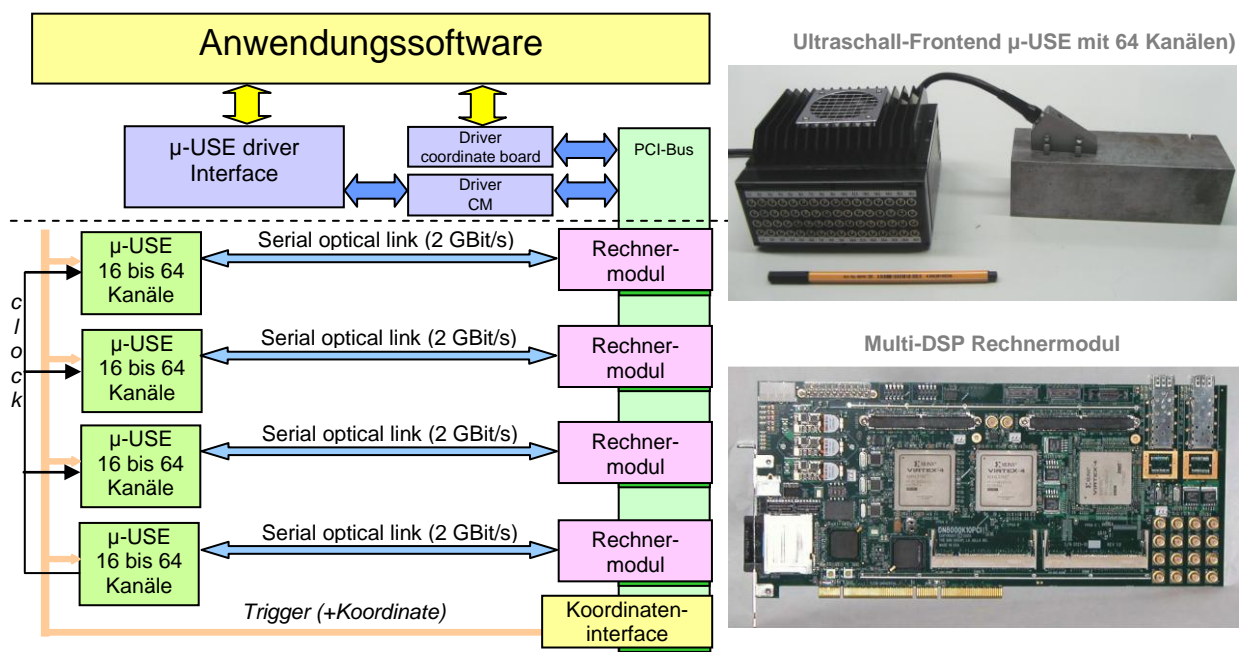 Anwendungssoftware
µ-USE driver
Interface
Driver
coordinate board
Driver
CM
PCI-Bus
µ-USE
16 bis 64
Kanäle
Serial optical link (2 GBit/s)
Rechner-
modul
µ-USE
16 bis 64
Kanäle
Serial optical link (2 GBit/s)
Rechner-
modul
µ-USE
16 bis 64
Kanäle
Serial optical link (2 GBit/s)
Rechner-
modul
µ-USE
16 bis 64
Kanäle
Serial optical link (2 GBit/s)
Rechner-
modul
clock
Trigger (+Koordinate)
Koordinaten-
interface
Ultraschall-Frontend µ-USE mit 64 Kanälen)
Multi-DSP Rechnermodul
VIRTEX-4
VIRTEX-4
VIRTEX-4
DN8000K10PCI